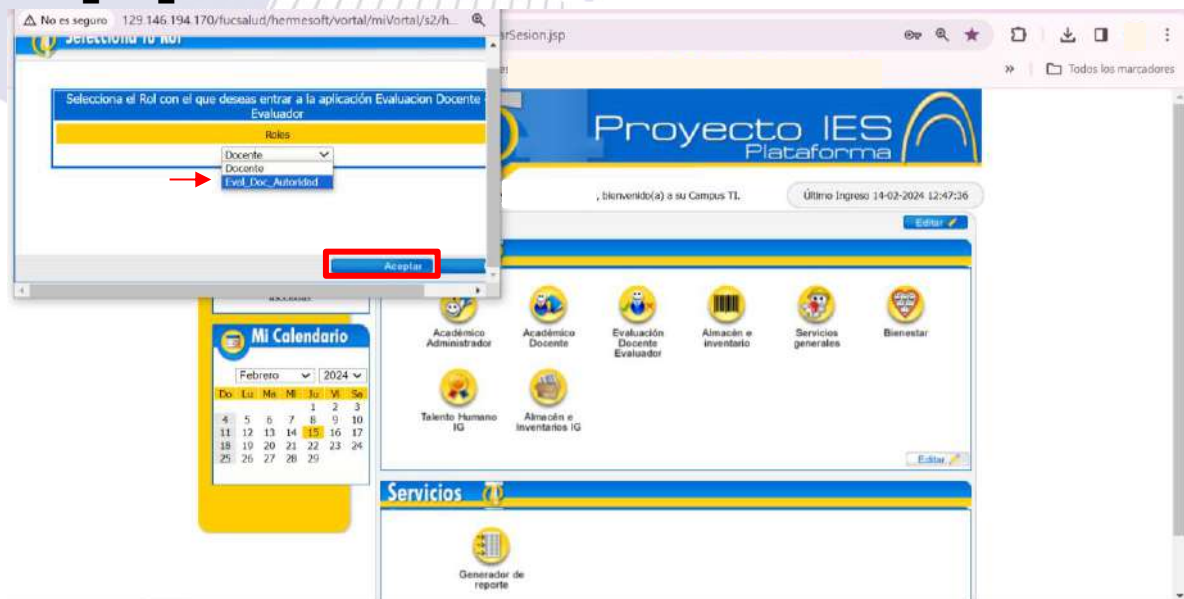 No es seguro 129.146.194.170/fucsalud/hermesoft/vortal/miVortal/s2/h...
Selecciona tu Rol
Selecciona el Rol con el que deseas entrar a la aplicación Evaluacion Docente -
Evaluador
Roles
Docente
Docente
Evel_Doc_Autoridad
Aceptar
arSesion.jsp
Todos los marcadores
Proyecto IES
Plataforma
, bienvenido(a) a su Campus TI.
Último Ingreso 14-02-2024 12:47:36
Editar
Académico
Administrador
Académico
Docente
Evaluación
Docente
Evaluador
Almacén e
inventario
Servicios
generales
Bienestar
Talento Humano
IG
Almacén e
Inventarios IG
Editar
Mi Calendario
Febrero 2024
Do Lu Ma Mi Ju Vi Sa
1 2 3
4 5 6 7 8 9 10
11 12 13 14 15 16 17
18 19 20 21 22 23 24
25 26 27 28 29
Servicios
Generador de
reporte